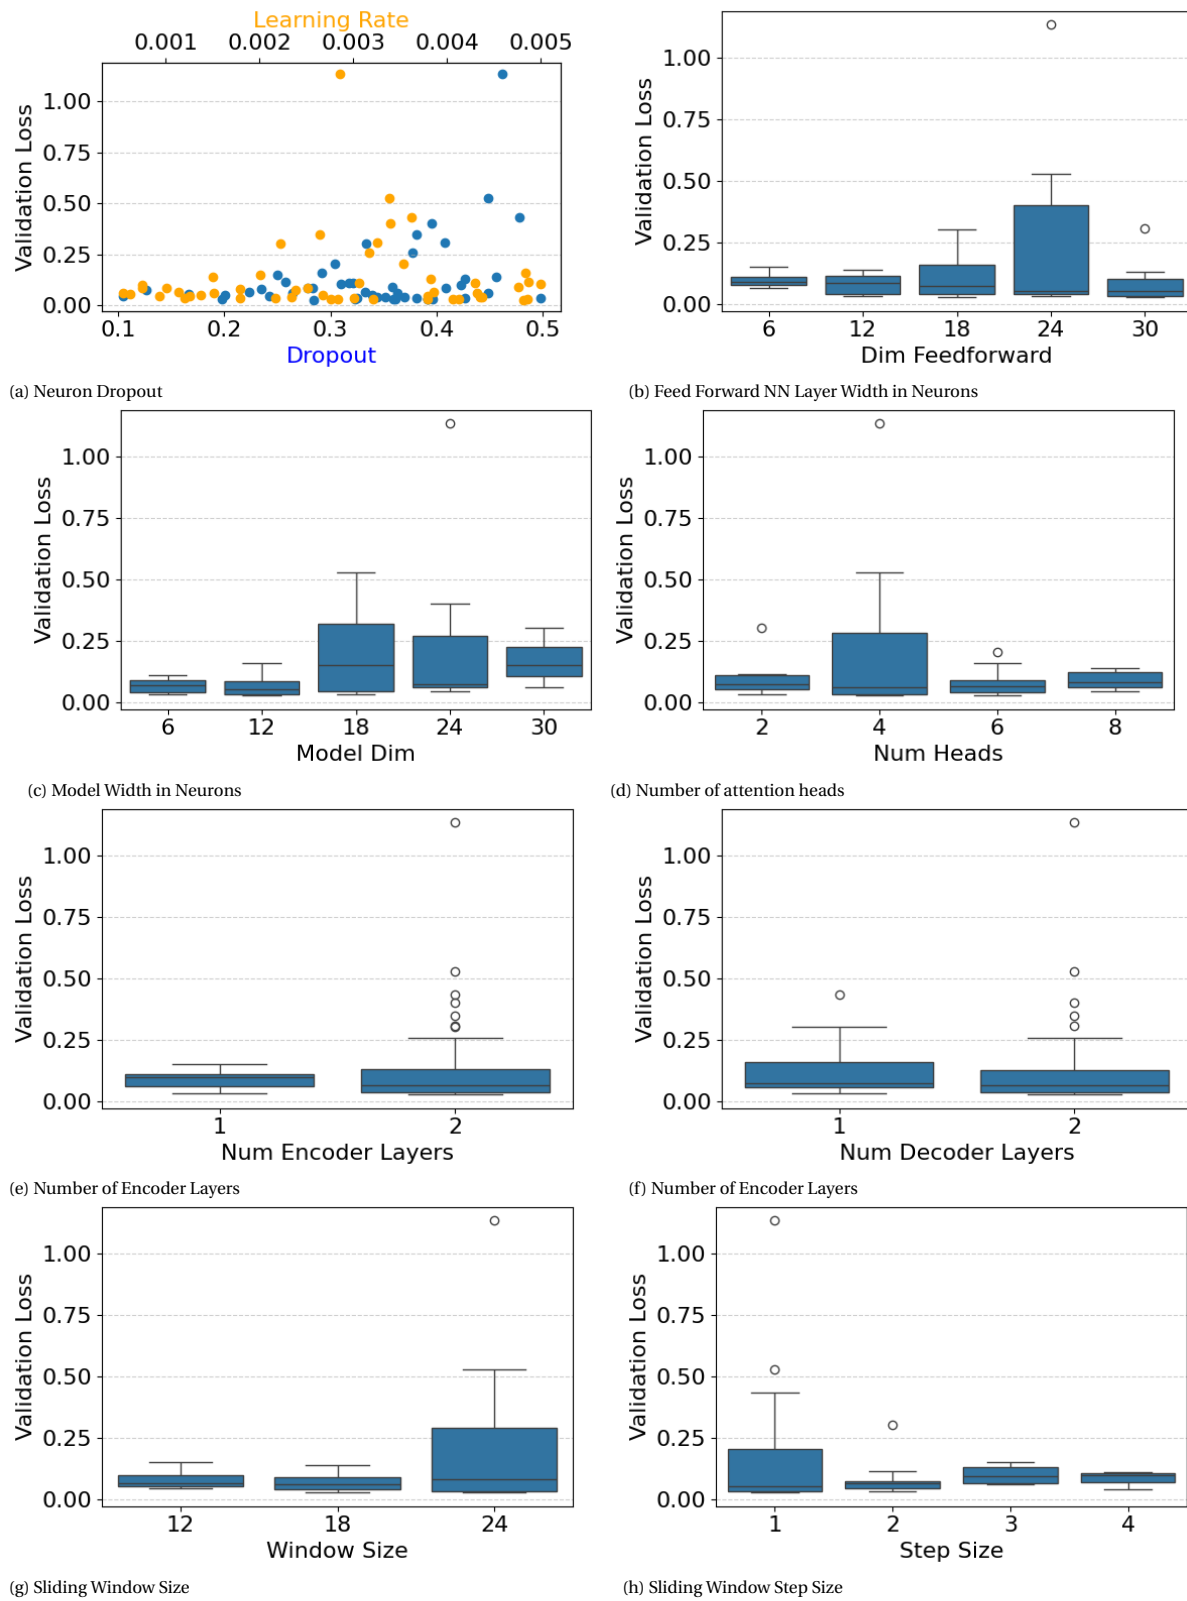 Learning Rate
0.001 0.002 0.003 0.004 0.005
Validation Loss
1.00
0.75
0.50
0.25
0.00
0.1 0.2 0.3 0.4 0.5
Dropout
(a) Neuron Dropout
Validation Loss
1.00
0.75
0.50
0.25
0.00
6 12 18 24 30
Dim Feedforward
(b) Feed Forward NN Layer Width in Neurons
Validation Loss
1.00
0.75
0.50
0.25
0.00
6 12 18 24 30
Model Dim
(c) Model Width in Neurons
Validation Loss
1.00
0.75
0.50
0.25
0.00
2 4 6 8
Num Heads
(d) Number of attention heads
Validation Loss
1.00
0.75
0.50
0.25
0.00
1 2
Num Encoder Layers
(e) Number of Encoder Layers
Validation Loss
1.00
0.75
0.50
0.25
0.00
1 2
Num Decoder Layers
(f) Number of Encoder Layers
Validation Loss
1.00
0.75
0.50
0.25
0.00
12 18 24
Window Size
(g) Sliding Window Size
Validation Loss
1.00
0.75
0.50
0.25
0.00
1 2 3 4
Step Size
(h) Sliding Window Step Size